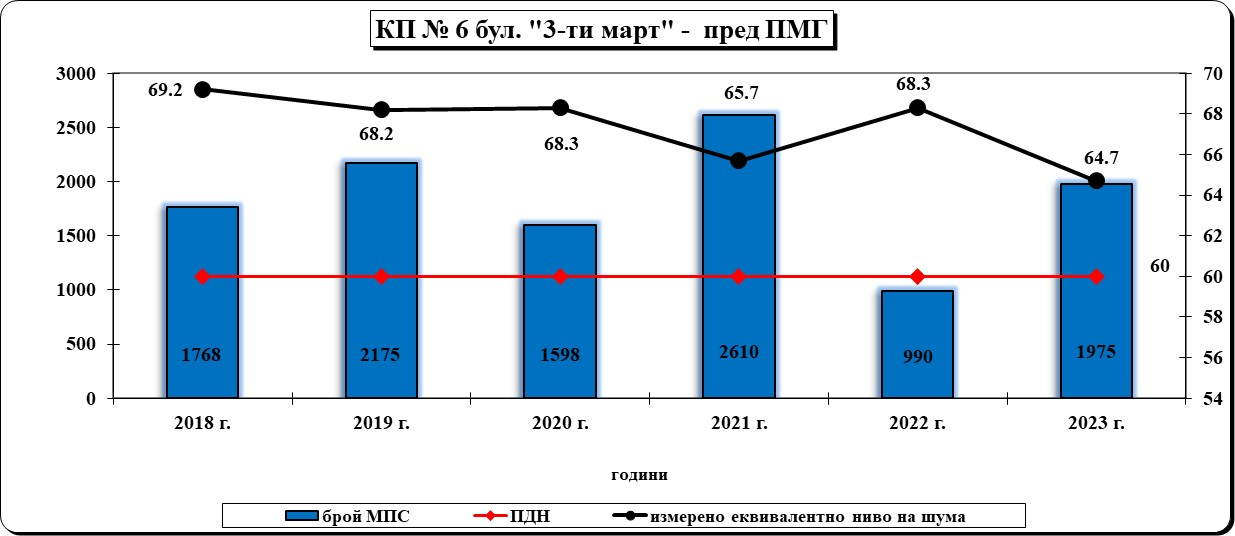 КП № 6 бул. "3-ти март" - пред ПМГ
3000 70
69.2 68.3 65.7
2500 68
68.2 68.3 64.7
2000 66
64
1500 62
1000 60 60
58
500 1768 2175 1598 2610 990 1975 56
0 54
2018 г. 2019 г. 2020 г. 2021 г. 2022 г. 2023 г.
години
брой МПС ПДН измерено еквивалентно ниво на шума